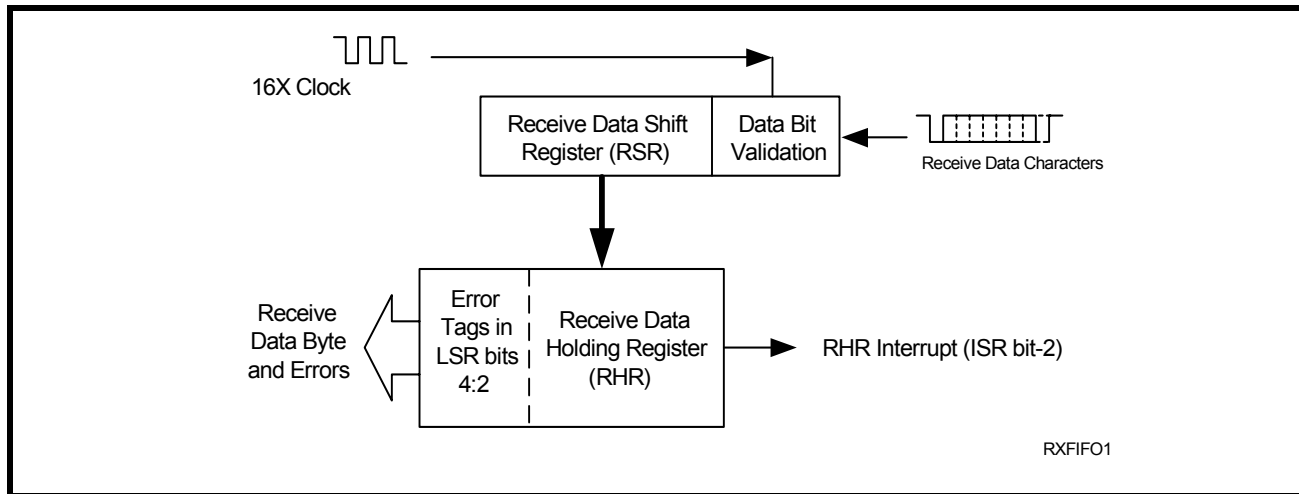 16X Clock
Receive Data Shift
Register (RSR)
Data Bit
Validation
Receive Data Characters
Receive
Data Byte
and Errors
Error
Tags in
LSR bits
4:2
Receive Data
Holding Register
(RHR)
RHR Interrupt (ISR bit-2)
RXFIFO1